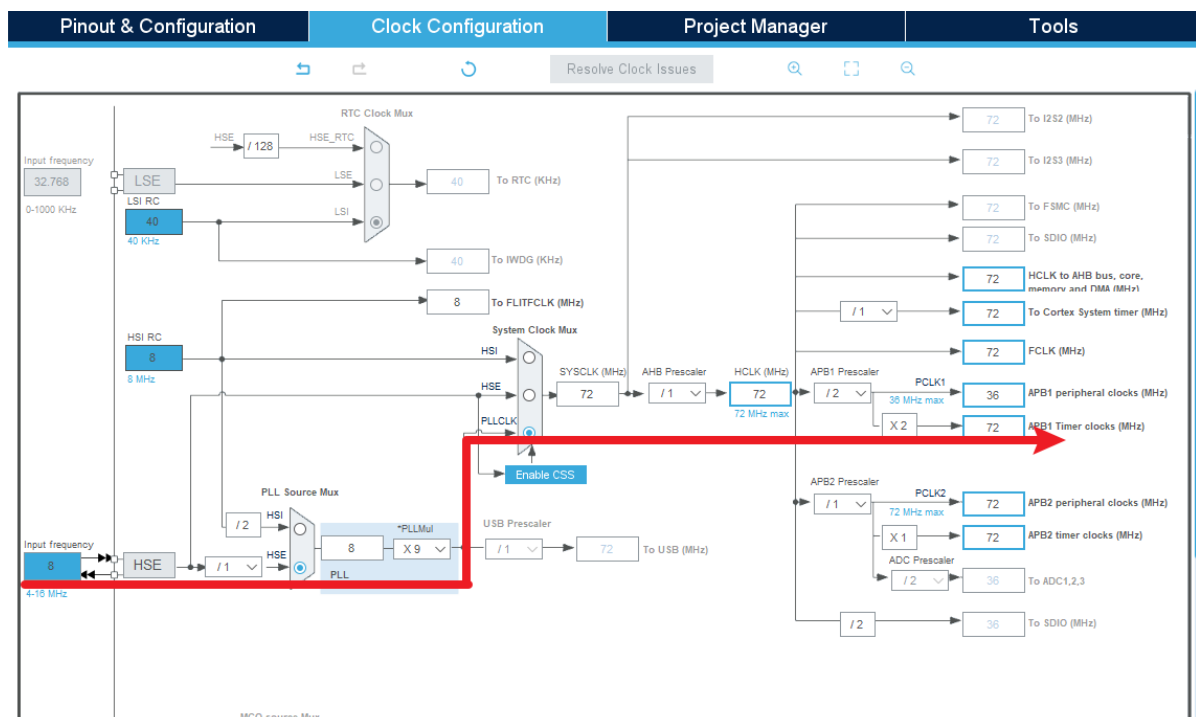 Pinout & Configuration
Clock Configuration
Project Manager
Tools
Resolve Clock Issues
RTC Clock Mux
HSE
/ 128
HSE_RTC
Input frequency
32.768
0-1000 KHz
LSE
LSE
LSI RC
40
40 KHz
LSI
40
To RTC (KHz)
40
To IWDG (KHz)
8
To FLITFCLK (MHz)
HSI RC
8
8 MHz
System Clock Mux
HSI
HSE
PLLCLK
Enable CSS
SYSCLK (MHz)
72
AHB Prescaler
/ 1
HCLK (MHz)
72
72 MHz max
APB1 Prescaler
/ 2
PCLK1
36 MHz max
X 2
72
To I2S2 (MHz)
72
To I2S3 (MHz)
72
To FSMC (MHz)
72
To SDIO (MHz)
72
HCLK to AHB bus, core,
memory and DMA (MHz)
/ 1
72
To Cortex System timer (MHz)
72
FCLK (MHz)
36
APB1 peripheral clocks (MHz)
72
APB1 Timer clocks (MHz)
APB2 Prescaler
/ 1
PCLK2
72 MHz max
72
APB2 peripheral clocks (MHz)
X 1
72
APB2 timer clocks (MHz)
ADC Prescaler
/ 2
36
To ADC1,2,3
/ 2
36
To SDIO (MHz)
PLL Source Mux
HSI
/ 2
Input frequency
8
4-16 MHz
HSE
/ 1
HSE
8
*PLLMul
X 9
PLL
USB Prescaler
/ 1
72
To USB (MHz)
MCO source Mux